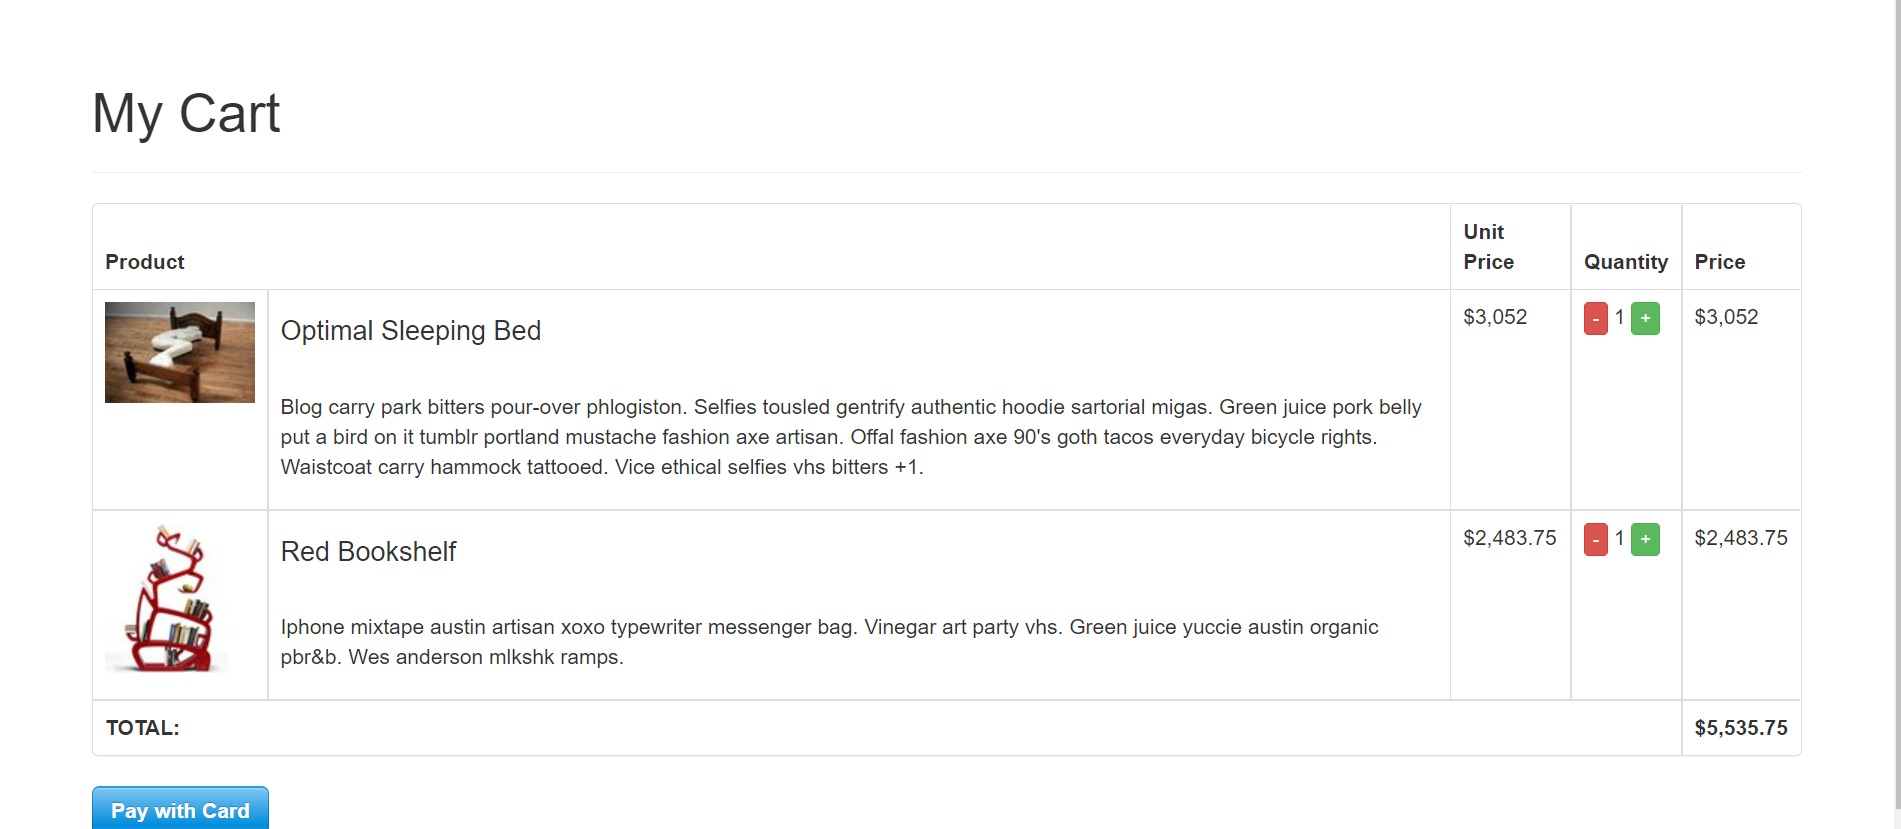 My Cart
Product
Unit
Price
Quantity
Price
Optimal Sleeping Bed
$3,052
- 1 +
$3,052
Blog carry park bitters pour-over phlogiston. Selfies tousled gentrify authentic hoodie sartorial migas. Green juice pork belly
put a bird on it tumblr portland mustache fashion axe artisan. Offal fashion axe 90's goth tacos everyday bicycle rights.
Waistcoat carry hammock tattooed. Vice ethical selfies vhs bitters +1.
Red Bookshelf
$2,483.75
- 1 +
$2,483.75
Iphone mixtape austin artisan xoxo typewriter messenger bag. Vinegar art party vhs. Green juice yuccie austin organic
pbr&b. Wes anderson mlkshk ramps.
TOTAL:
$5,535.75
Pay with Card